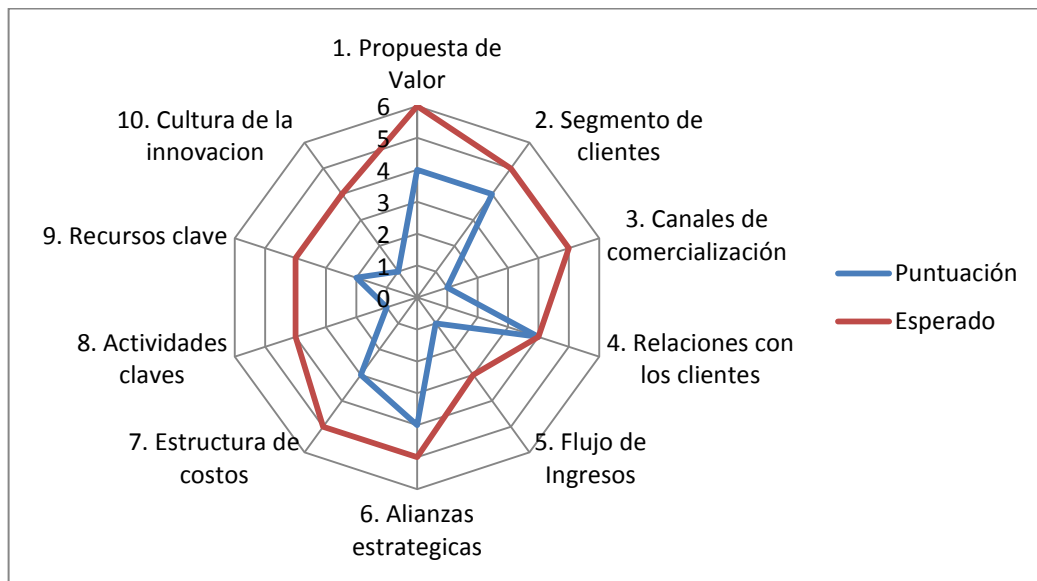 1. Propuesta de
Valor
2. Segmento de
clientes
3. Canales de
comercialización
4. Relaciones con
los clientes
5. Flujo de
Ingresos
6. Alianzas
estrategicas
7. Estructura de
costos
8. Actividades
claves
9. Recursos clave
10. Cultura de la
innovacion
6
5
4
3
2
1
0
Puntuación
Esperado